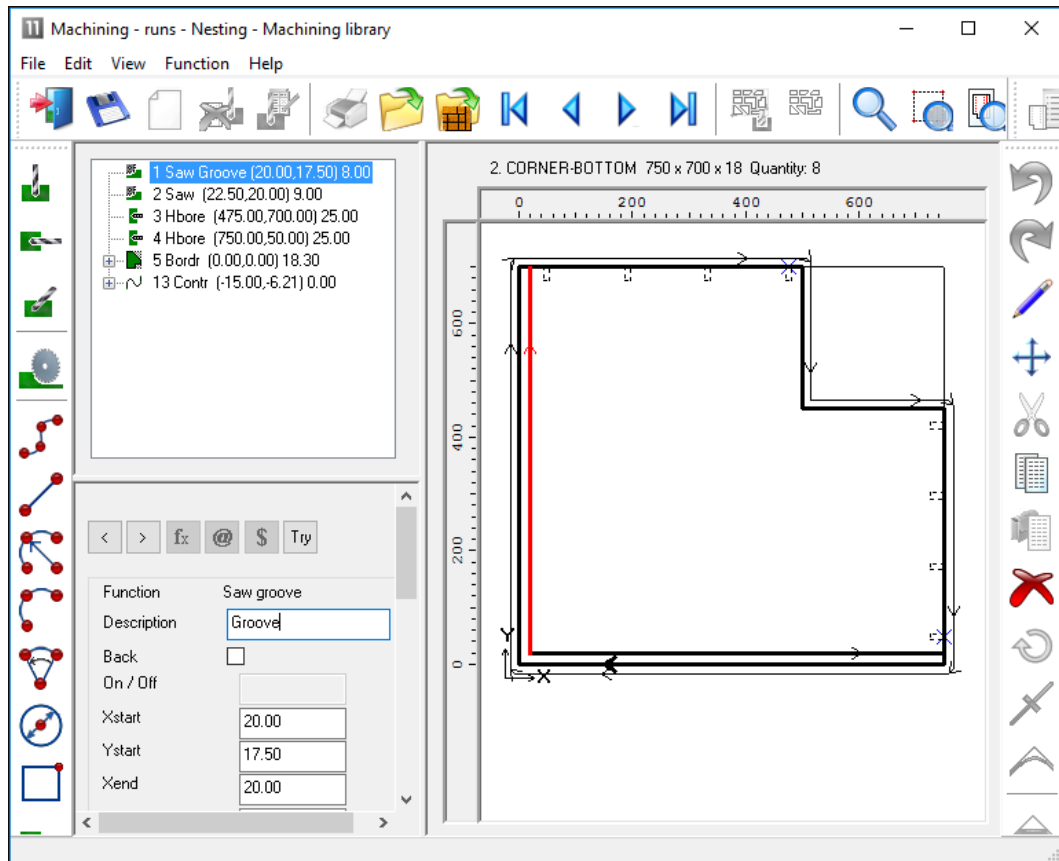 11 Machining - runs - Nesting - Machining library
File Edit View Function Help
1 Saw Groove (20.00,17.50) 8.00
2 Saw (22.50,20.00) 9.00
3 Hbore (475.00,700.00) 25.00
4 Hbore (750.00,50.00) 25.00
5 Bordr (0.00,0.00) 18.30
13 Contr (-15.00,-6.21) 0.00
< > fx @ $ Try
Function Saw groove
Description Groove
Back
On / Off
Xstart 20.00
Ystart 17.50
Xend 20.00
2. CORNER-BOTTOM 750 x 700 x 18 Quantity: 8
0 200 400 600
600
400
200
0
Y
X